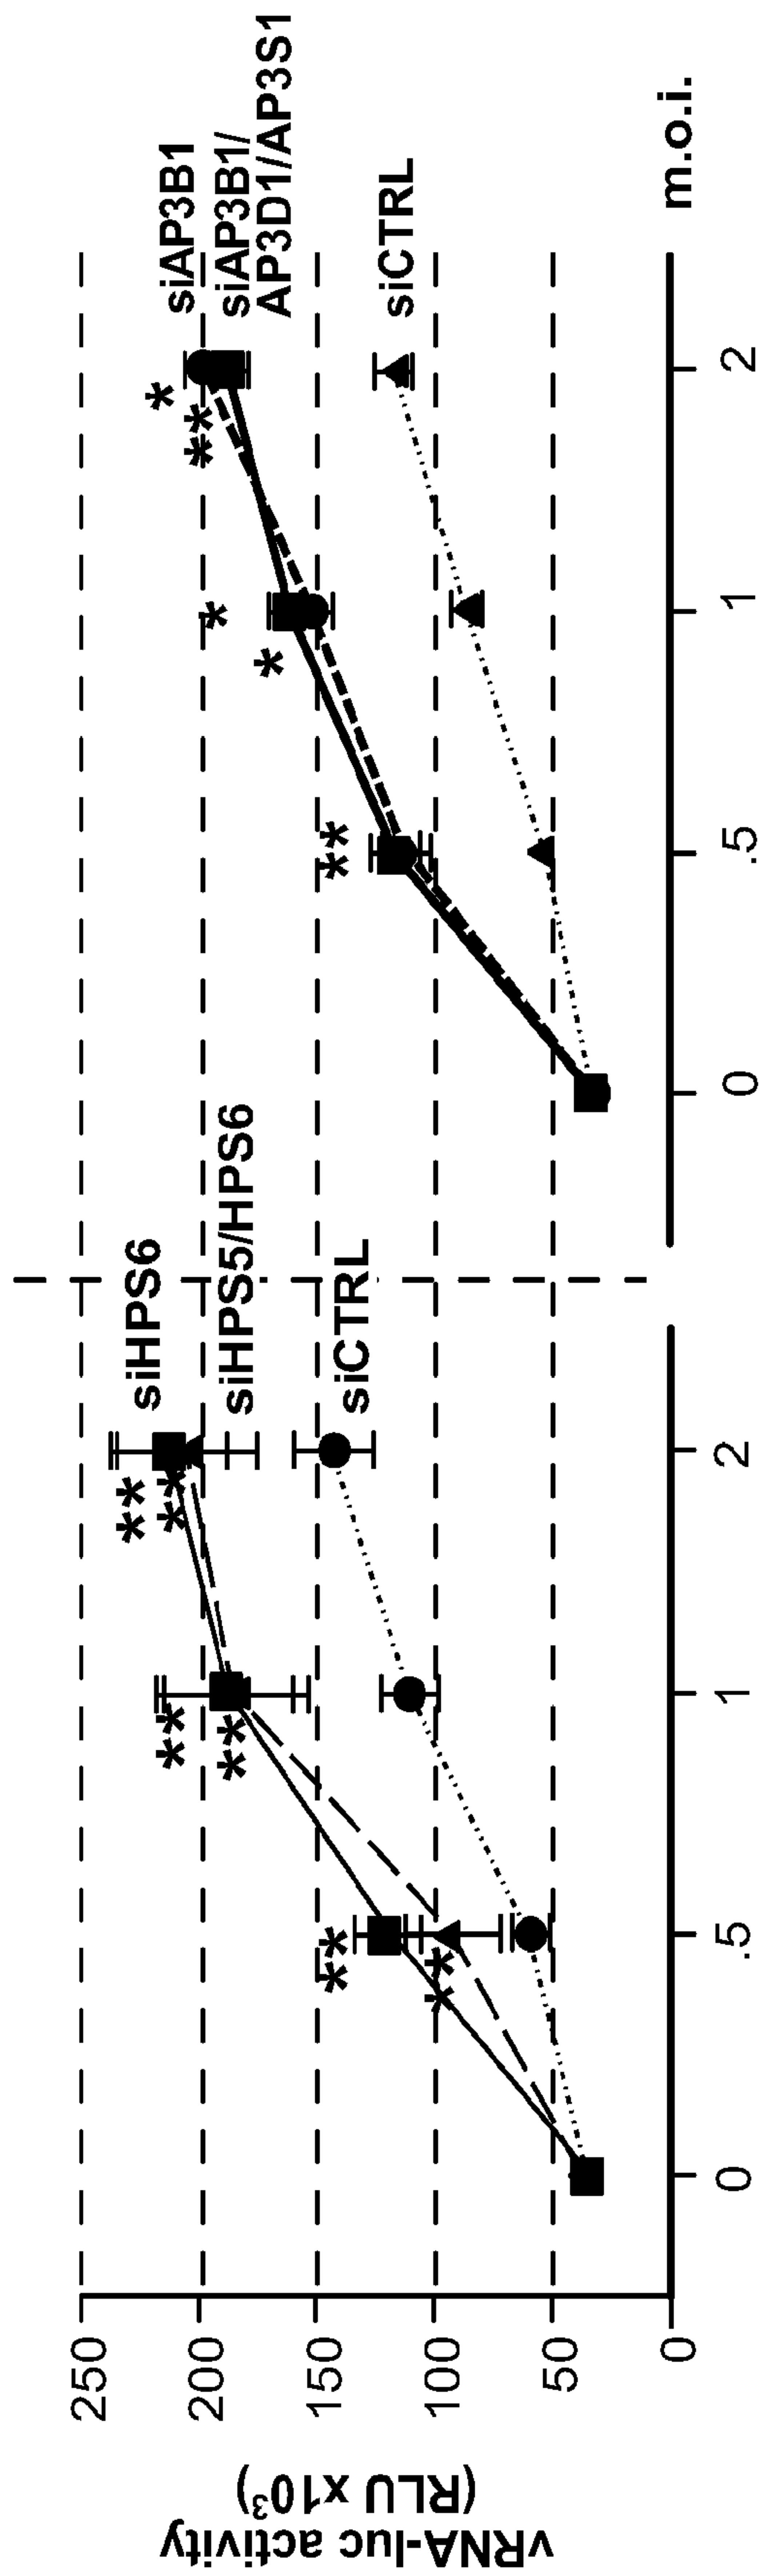 vRNA-luc activity
(RLU x10³)
250
200
150
100
50
0
siHPS6
siHPS5/HPS6
siCTRL
**
**
**
**
**
**
0
.5
1
2
siAP3B1
siAP3B1/
AP3D1/AP3S1
siCTRL
**
*
*
*
**
0
.5
1
2
m.o.i.